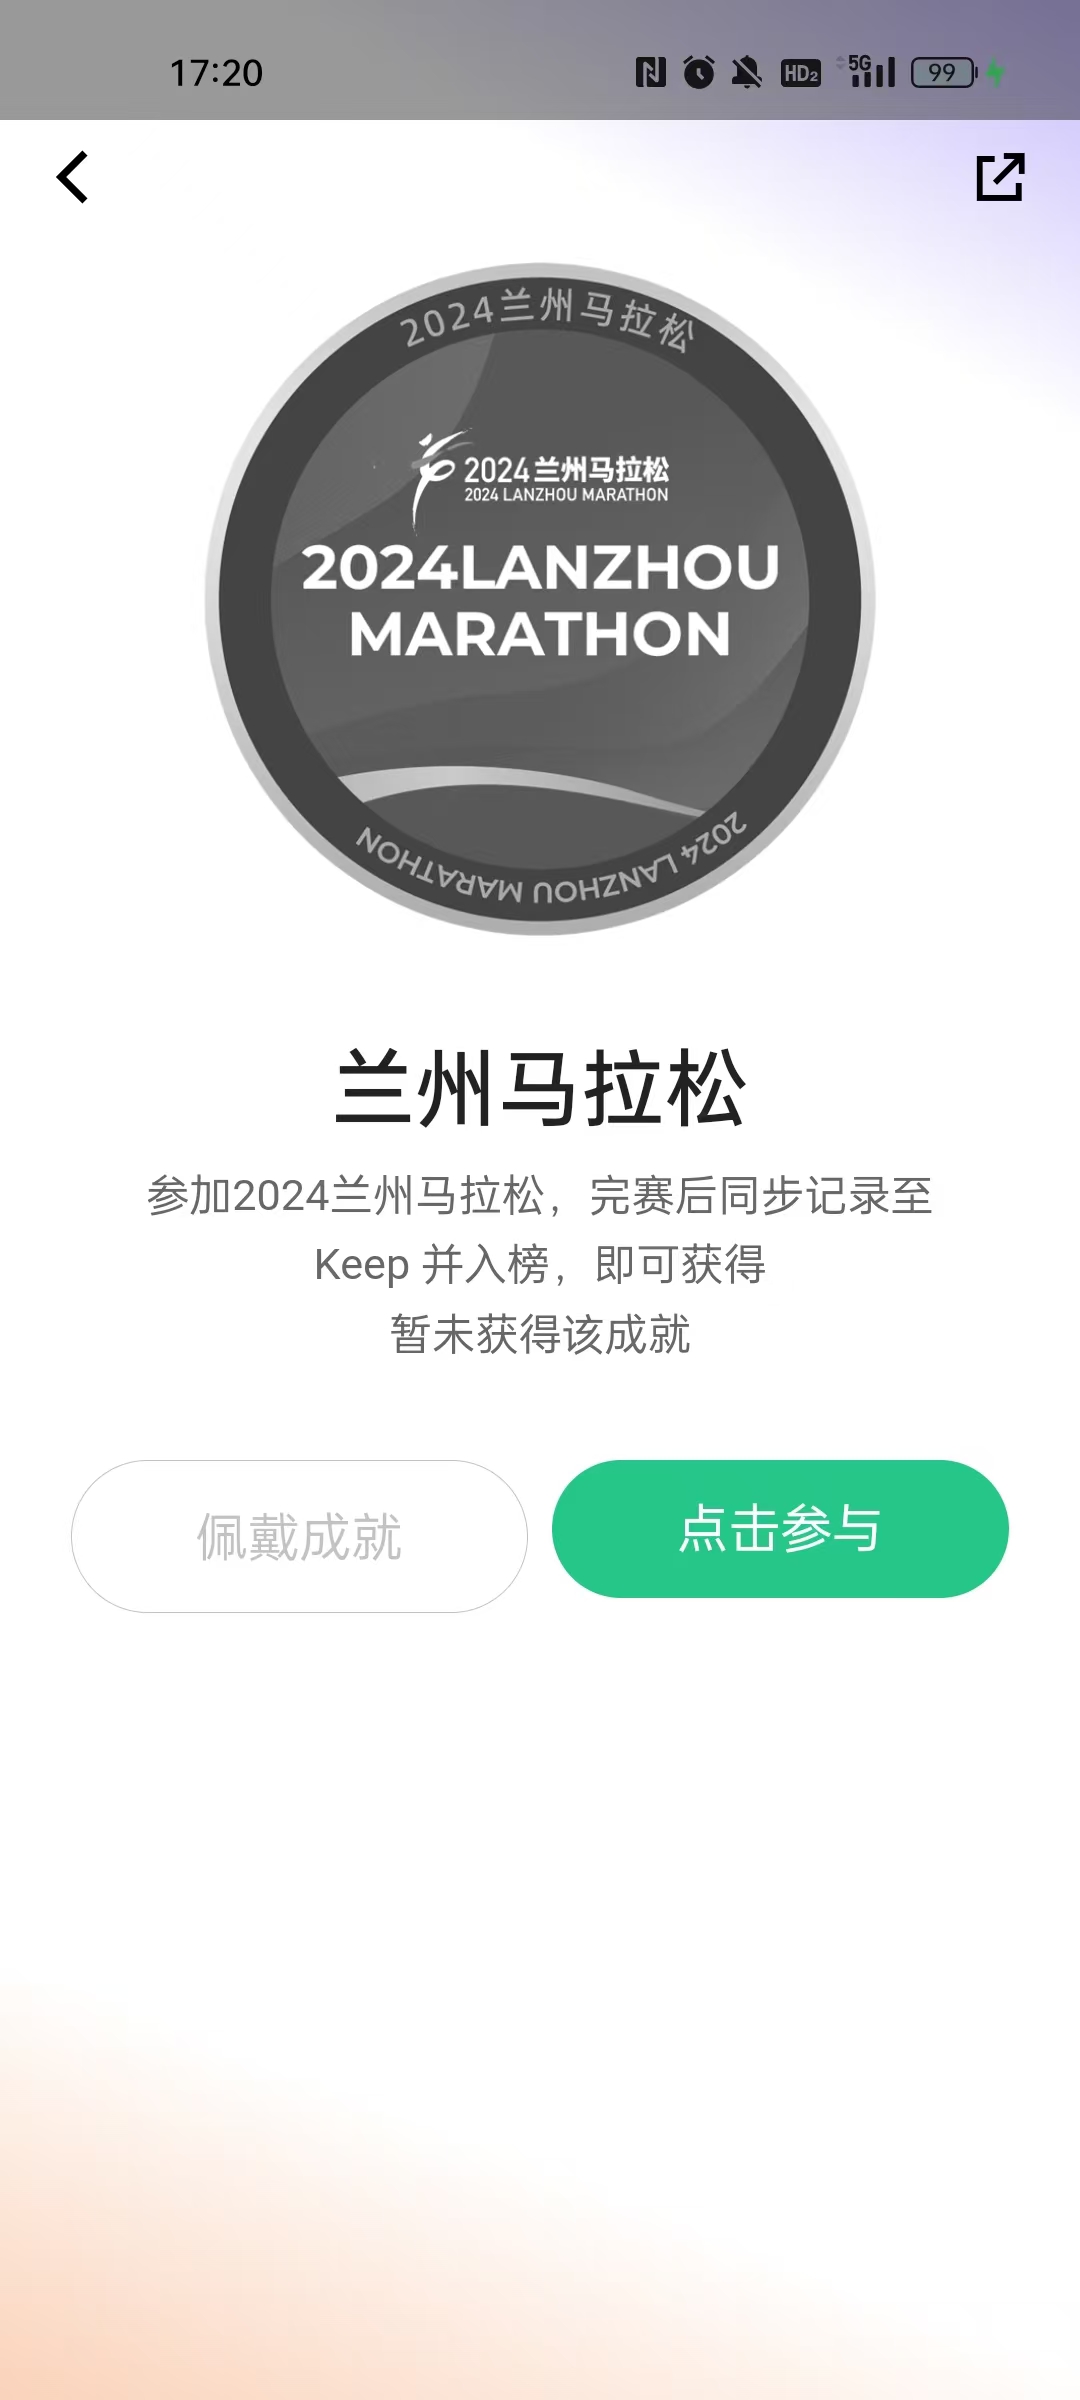 17:20
HD2
5G
99
2024兰州马拉松
2024兰州马拉松
2024 LANZHOU MARATHON
2024LANZHOU
MARATHON
2024 LANZHOU MARATHON
兰州马拉松
参加2024兰州马拉松，完赛后同步记录至
Keep 并入榜，即可获得
暂未获得该成就
佩戴成就
点击参与